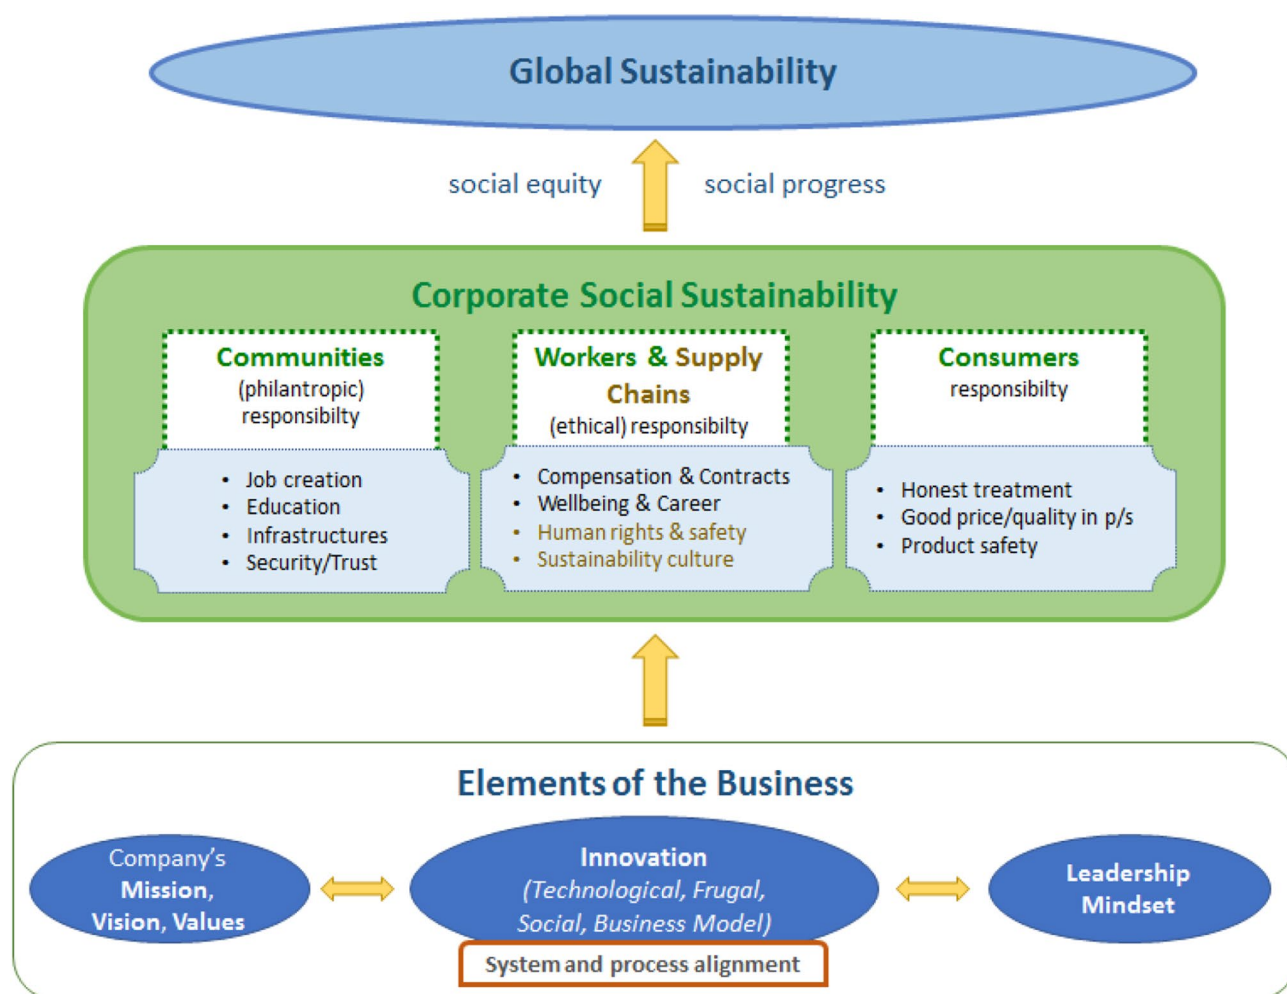 Global Sustainability
social equity
social progress
Corporate Social Sustainability
Communities
(philantropic)
responsibilty
• Job creation
• Education
• Infrastructures
• Security/Trust
Workers & Supply
Chains
(ethical) responsibilty
• Compensation & Contracts
• Wellbeing & Career
• Human rights & safety
• Sustainability culture
Consumers
responsibilty
• Honest treatment
• Good price/quality in p/s
• Product safety
Elements of the Business
Company's
Mission,
Vision, Values
Innovation
(Technological, Frugal,
Social, Business Model)
System and process alignment
Leadership
Mindset